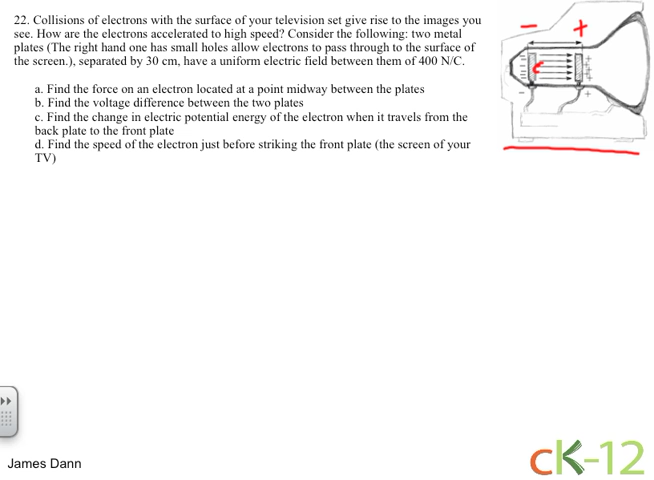 22. Collisions of electrons with the surface of your television set give rise to the images you
see. How are the electrons accelerated to high speed? Consider the following: two metal
plates (The right hand one has small holes allow electrons to pass through to the surface of
the screen.), separated by 30 cm, have a uniform electric field between them of 400 N/C.
a. Find the force on an electron located at a point midway between the plates
b. Find the voltage difference between the two plates
c. Find the change in electric potential energy of the electron when it travels from the
back plate to the front plate
d. Find the speed of the electron just before striking the front plate (the screen of your
TV)
James Dann
cK-12